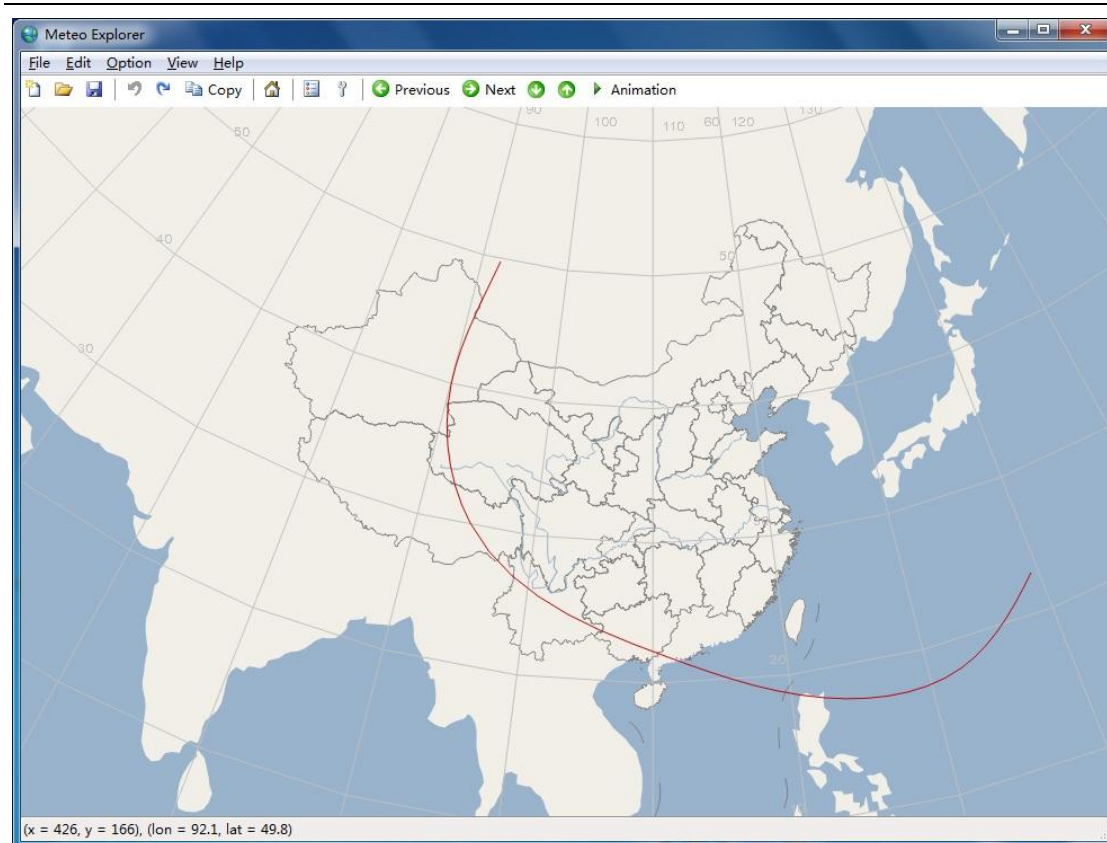 Meteo Explorer
File Edit Option View Help
Copy Previous Next Animation
90 100 110 60 120 130
50
40
50
30
20
(x = 426, y = 166), (lon = 92.1, lat = 49.8)